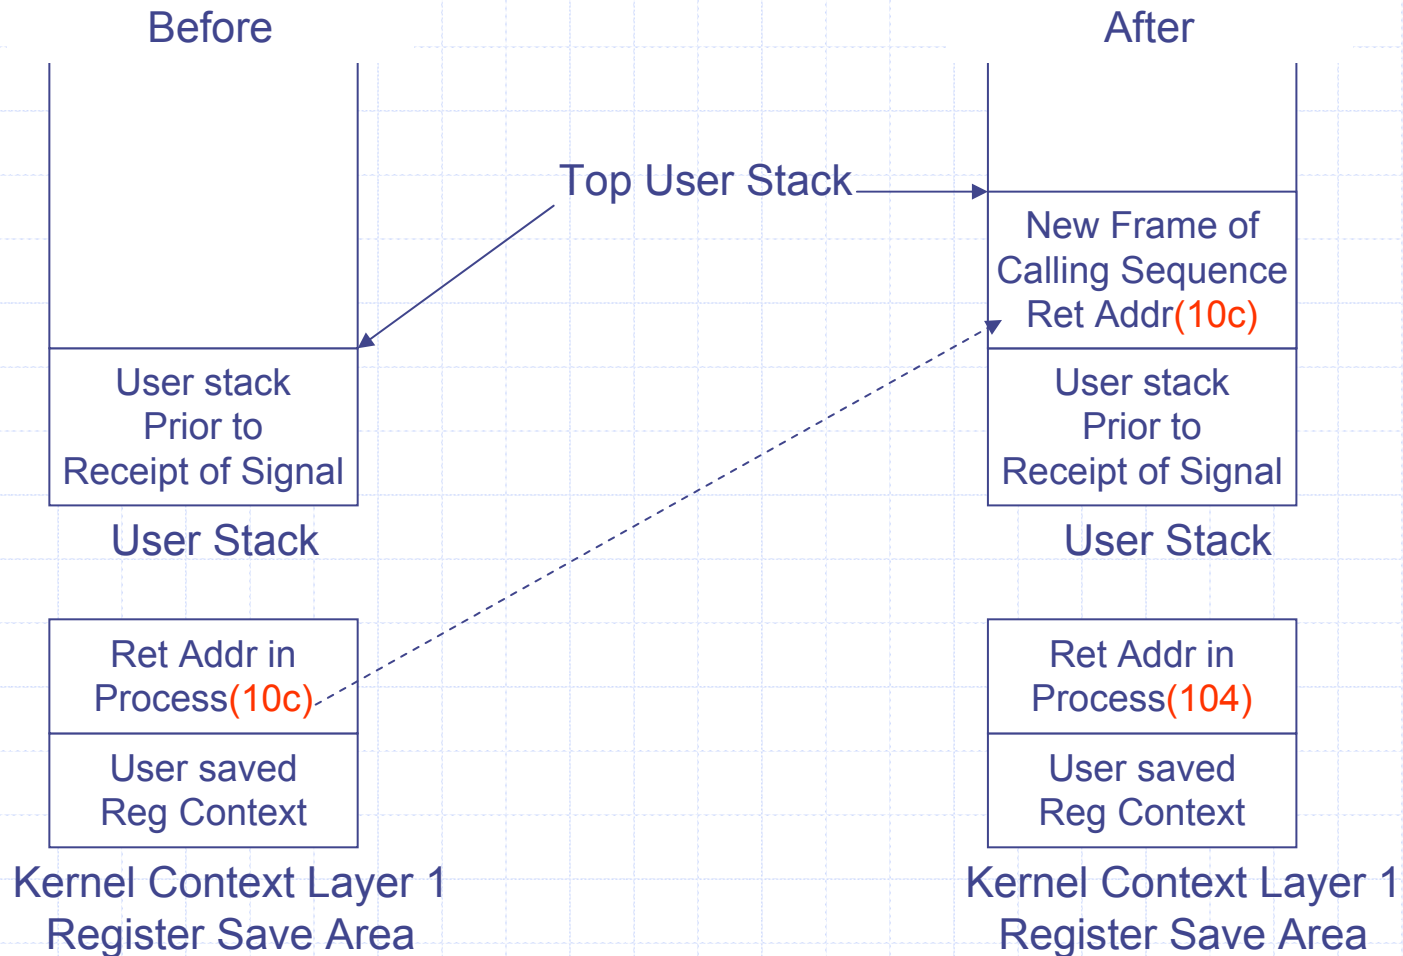 Before
After
Top User Stack
New Frame of
Calling Sequence
Ret Addr(10c)
User stack
Prior to
Receipt of Signal
User stack
Prior to
Receipt of Signal
User Stack
User Stack
Ret Addr in
Process(10c)
Ret Addr in
Process(104)
User saved
Reg Context
User saved
Reg Context
Kernel Context Layer 1
Register Save Area
Kernel Context Layer 1
Register Save Area